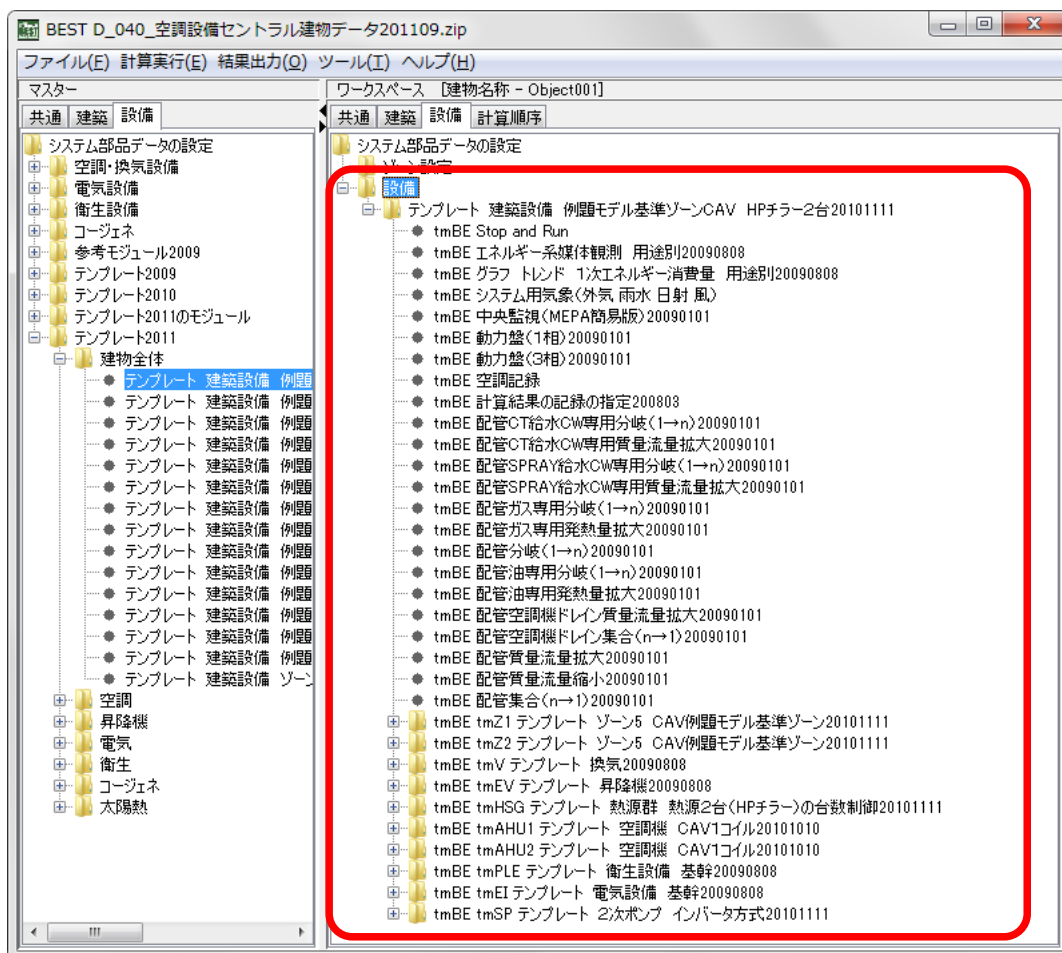 BEST D_040_空調設備セントラル建物データ201109.zip
ファイル(F) 計算実行(E) 結果出力(O) ツール(T) ヘルプ(H)
マスター
共通 建築 設備
システム部品データの設定
空調・換気設備
電気設備
衛生設備
コージェネ
参考モジュール2009
テンプレート2009
テンプレート2010
テンプレート2011のモジュール
テンプレート2011
建物全体
テンプレート 建築設備 例題
テンプレート 建築設備 例題
テンプレート 建築設備 例題
テンプレート 建築設備 例題
テンプレート 建築設備 例題
テンプレート 建築設備 例題
テンプレート 建築設備 例題
テンプレート 建築設備 例題
テンプレート 建築設備 例題
テンプレート 建築設備 例題
テンプレート 建築設備 例題
テンプレート 建築設備 例題
テンプレート 建築設備 例題
テンプレート 建築設備 例題
テンプレート 建築設備 ゾーン
空調
昇降機
電気
衛生
コージェネ
太陽熱
ワークスペース [建物名称 - Object001]
共通 建築 設備 計算順序
システム部品データの設定
ゾーン設定
設備
テンプレート 建築設備 例題モデル基準ゾーンCAV HPチラー2台20101111
tmBE Stop and Run
tmBE エネルギー系媒体観測 用途別20090808
tmBE グラフ トレンド 1次エネルギー消費量 用途別20090808
tmBE システム用気象(外気 雨水 日射 風)
tmBE 中央監視(MEPA簡易版)20090101
tmBE 動力盤(1相)20090101
tmBE 動力盤(3相)20090101
tmBE 空調記録
tmBE 計算結果の記録の指定200803
tmBE 配管CT給水CW専用分岐(1→n)20090101
tmBE 配管CT給水CW専用質量流量拡大20090101
tmBE 配管SPRAY給水CW専用分岐(1→n)20090101
tmBE 配管SPRAY給水CW専用質量流量拡大20090101
tmBE 配管ガス専用分岐(1→n)20090101
tmBE 配管ガス専用発熱量拡大20090101
tmBE 配管分岐(1→n)20090101
tmBE 配管油専用分岐(1→n)20090101
tmBE 配管油専用発熱量拡大20090101
tmBE 配管空調機ドレイン質量流量拡大20090101
tmBE 配管空調機ドレイン集合(n→1)20090101
tmBE 配管質量流量拡大20090101
tmBE 配管質量流量縮小20090101
tmBE 配管集合(n→1)20090101
tmBE tmZ1 テンプレート ゾーン5 CAV例題モデル基準ゾーン20101111
tmBE tmZ2 テンプレート ゾーン5 CAV例題モデル基準ゾーン20101111
tmBE tmV テンプレート 換気20090808
tmBE tmEV テンプレート 昇降機20090808
tmBE tmHSG テンプレート 熱源群 熱源2台(HPチラー)の台数制御20101111
tmBE tmAHU1 テンプレート 空調機 CAV1コイル20101010
tmBE tmAHU2 テンプレート 空調機 CAV1コイル20101010
tmBE tmPLE テンプレート 衛生設備 基幹20090808
tmBE tmEI テンプレート 電気設備 基幹20090808
tmBE tmSP テンプレート 2次ポンプ インバータ方式20101111